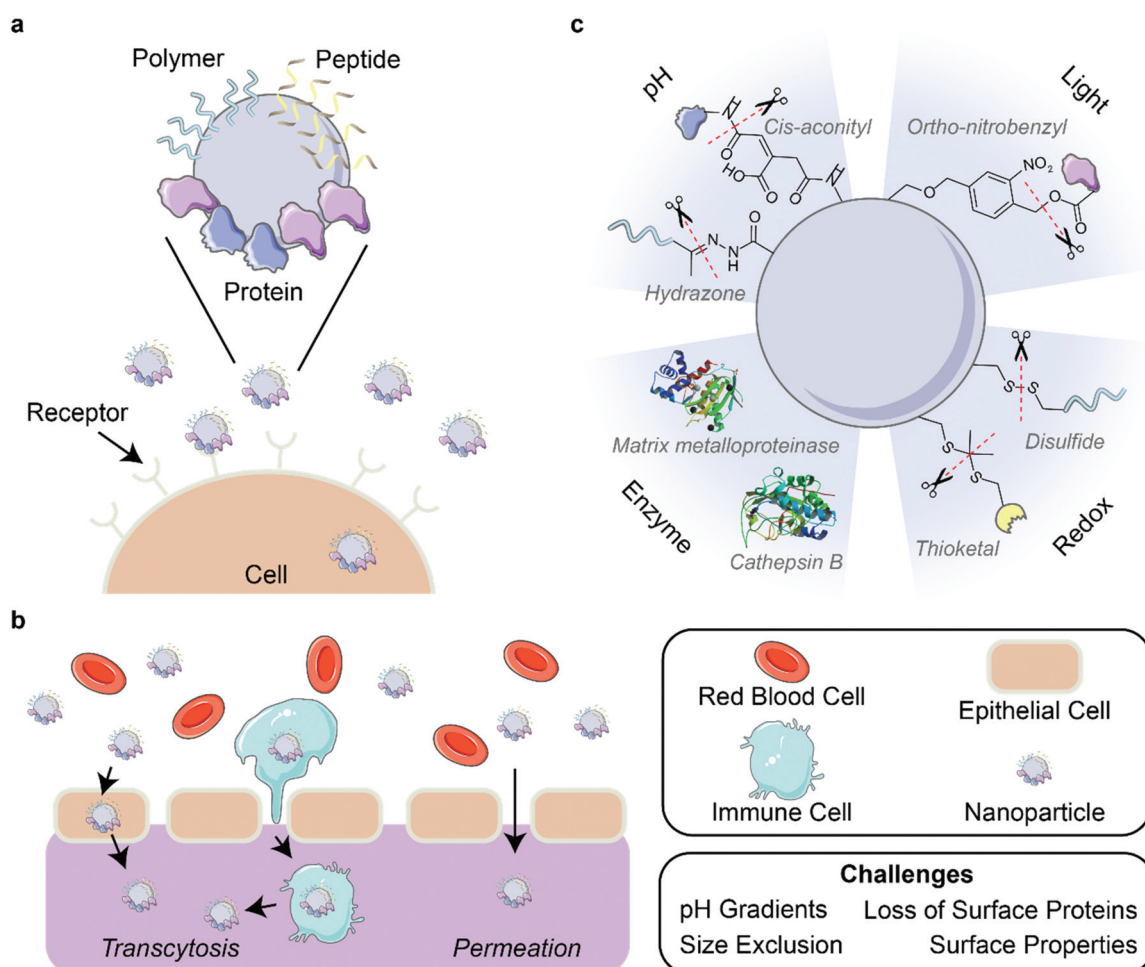 a
Polymer
Peptide
Protein
Receptor
Cell
b
Transcytosis
Permeation
c
pH
Light
Cis-aconityl
Ortho-nitrobenzyl
N
H
O
O
HO
O
H
N
O
NO₂
O
O
N
N
H
O
Hydrazone
S
S
Disulfide
Matrix metalloproteinase
S
S
Enzyme
Cathepsin B
Thioketal
Redox
Red Blood Cell
Epithelial Cell
Immune Cell
Nanoparticle
Challenges
pH Gradients
Loss of Surface Proteins
Size Exclusion
Surface Properties